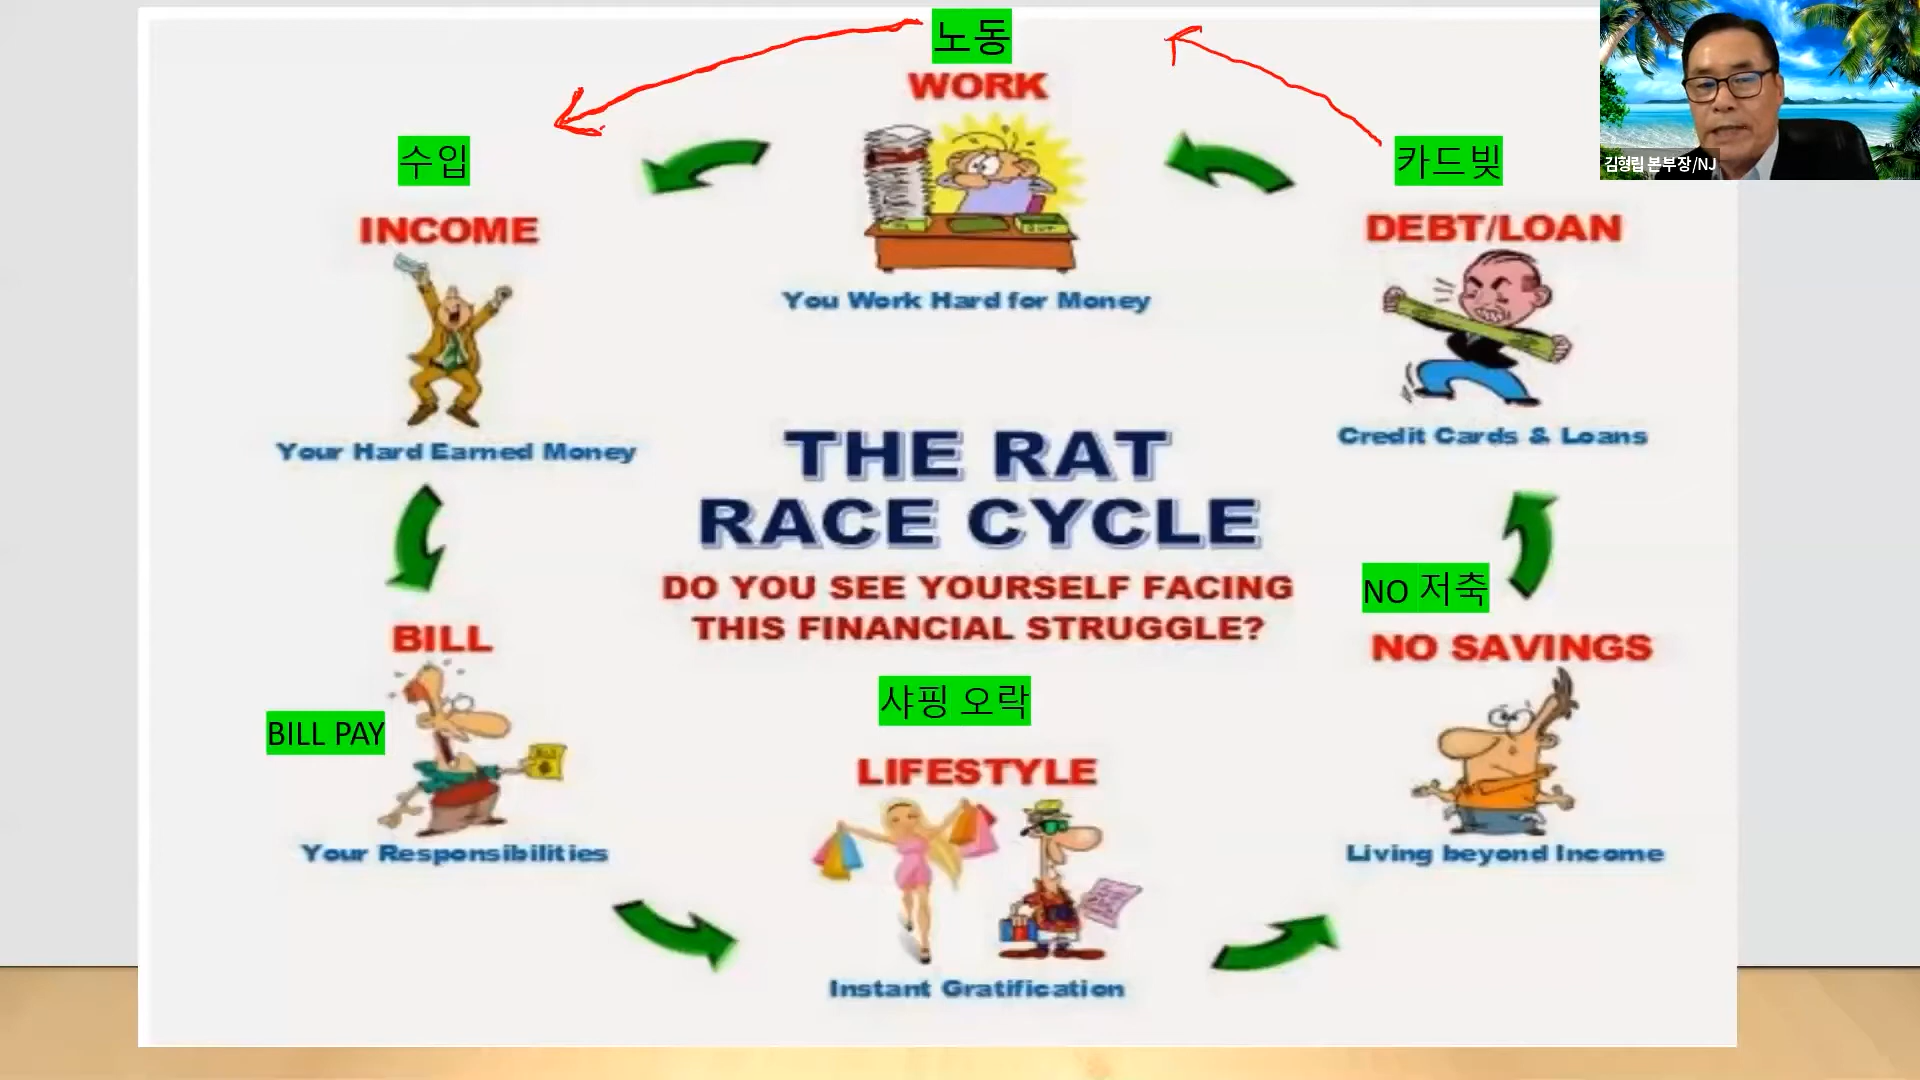 노동
WORK
You Work Hard for Money
수입
INCOME
Your Hard Earned Money
BILL
BILL PAY
Your Responsibilities
샤핑 오락
LIFESTYLE
Instant Gratification
NO 저축
NO SAVINGS
Living beyond Income
카드빚
DEBT/LOAN
Credit Cards & Loans
THE RAT
RACE CYCLE
DO YOU SEE YOURSELF FACING
THIS FINANCIAL STRUGGLE?
김형립 본부장/NJ